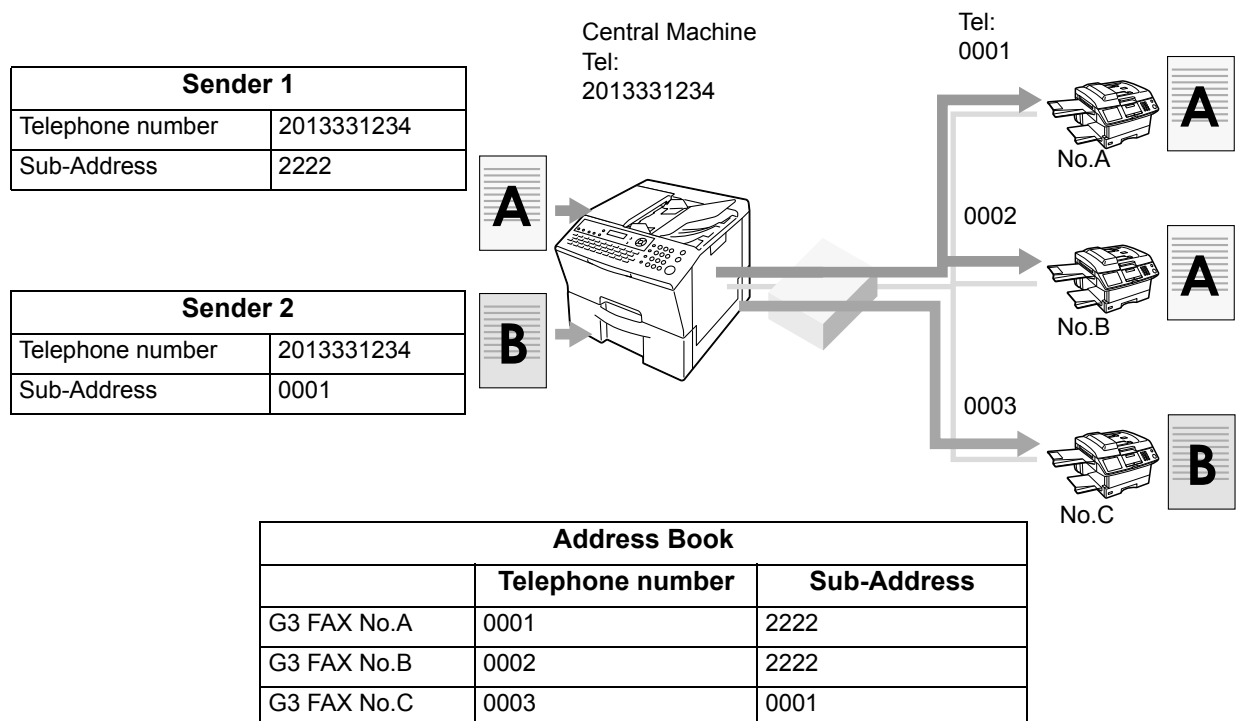 Central Machine
Tel:
2013331234
Tel:
0001
Sender 1
Telephone number 2013331234
Sub-Address 2222
A
A
No.A
0002
A
No.B
Sender 2
Telephone number 2013331234
Sub-Address 0001
B
0003
B
No.C
Address Book
Telephone number Sub-Address
G3 FAX No.A 0001 2222
G3 FAX No.B 0002 2222
G3 FAX No.C 0003 0001